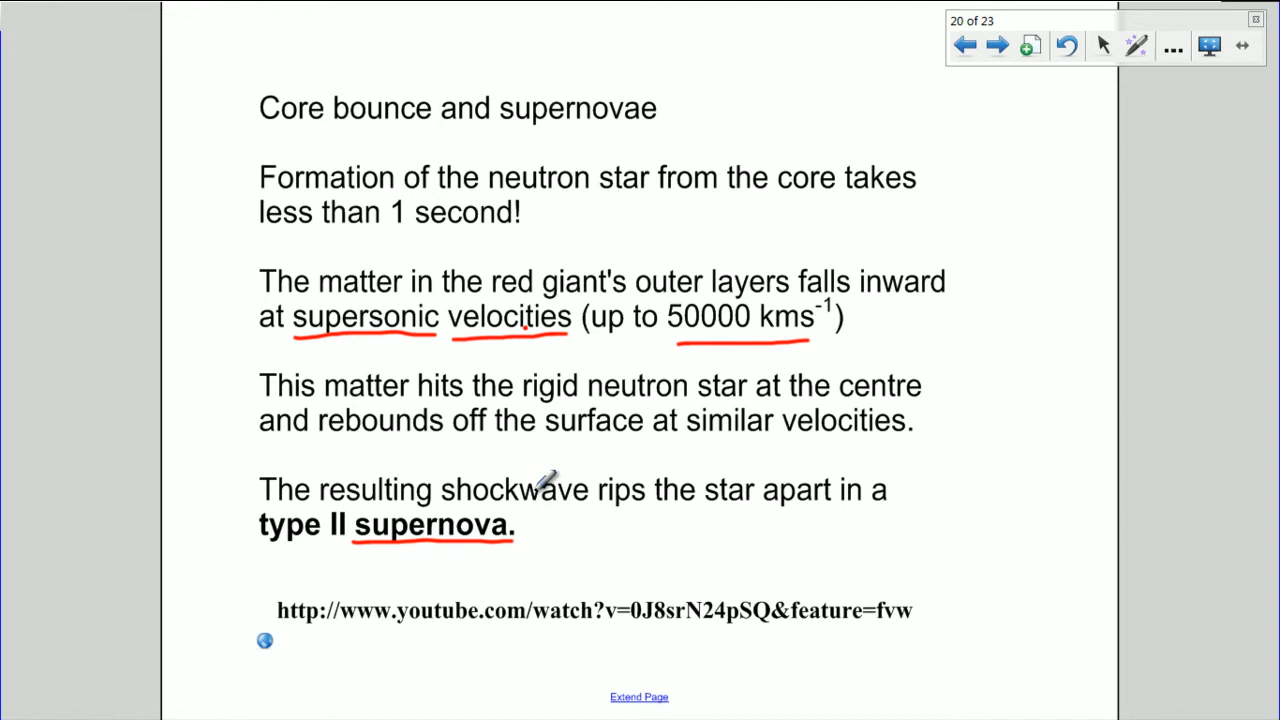 20 of 23
Core bounce and supernovae
Formation of the neutron star from the core takes
less than 1 second!
The matter in the red giant's outer layers falls inward
at supersonic velocities (up to 50000 kms⁻¹)
This matter hits the rigid neutron star at the centre
and rebounds off the surface at similar velocities.
The resulting shockwave rips the star apart in a
type II supernova.
http://www.youtube.com/watch?v=0J8srN24pSQ&feature=fvw
Extend Page